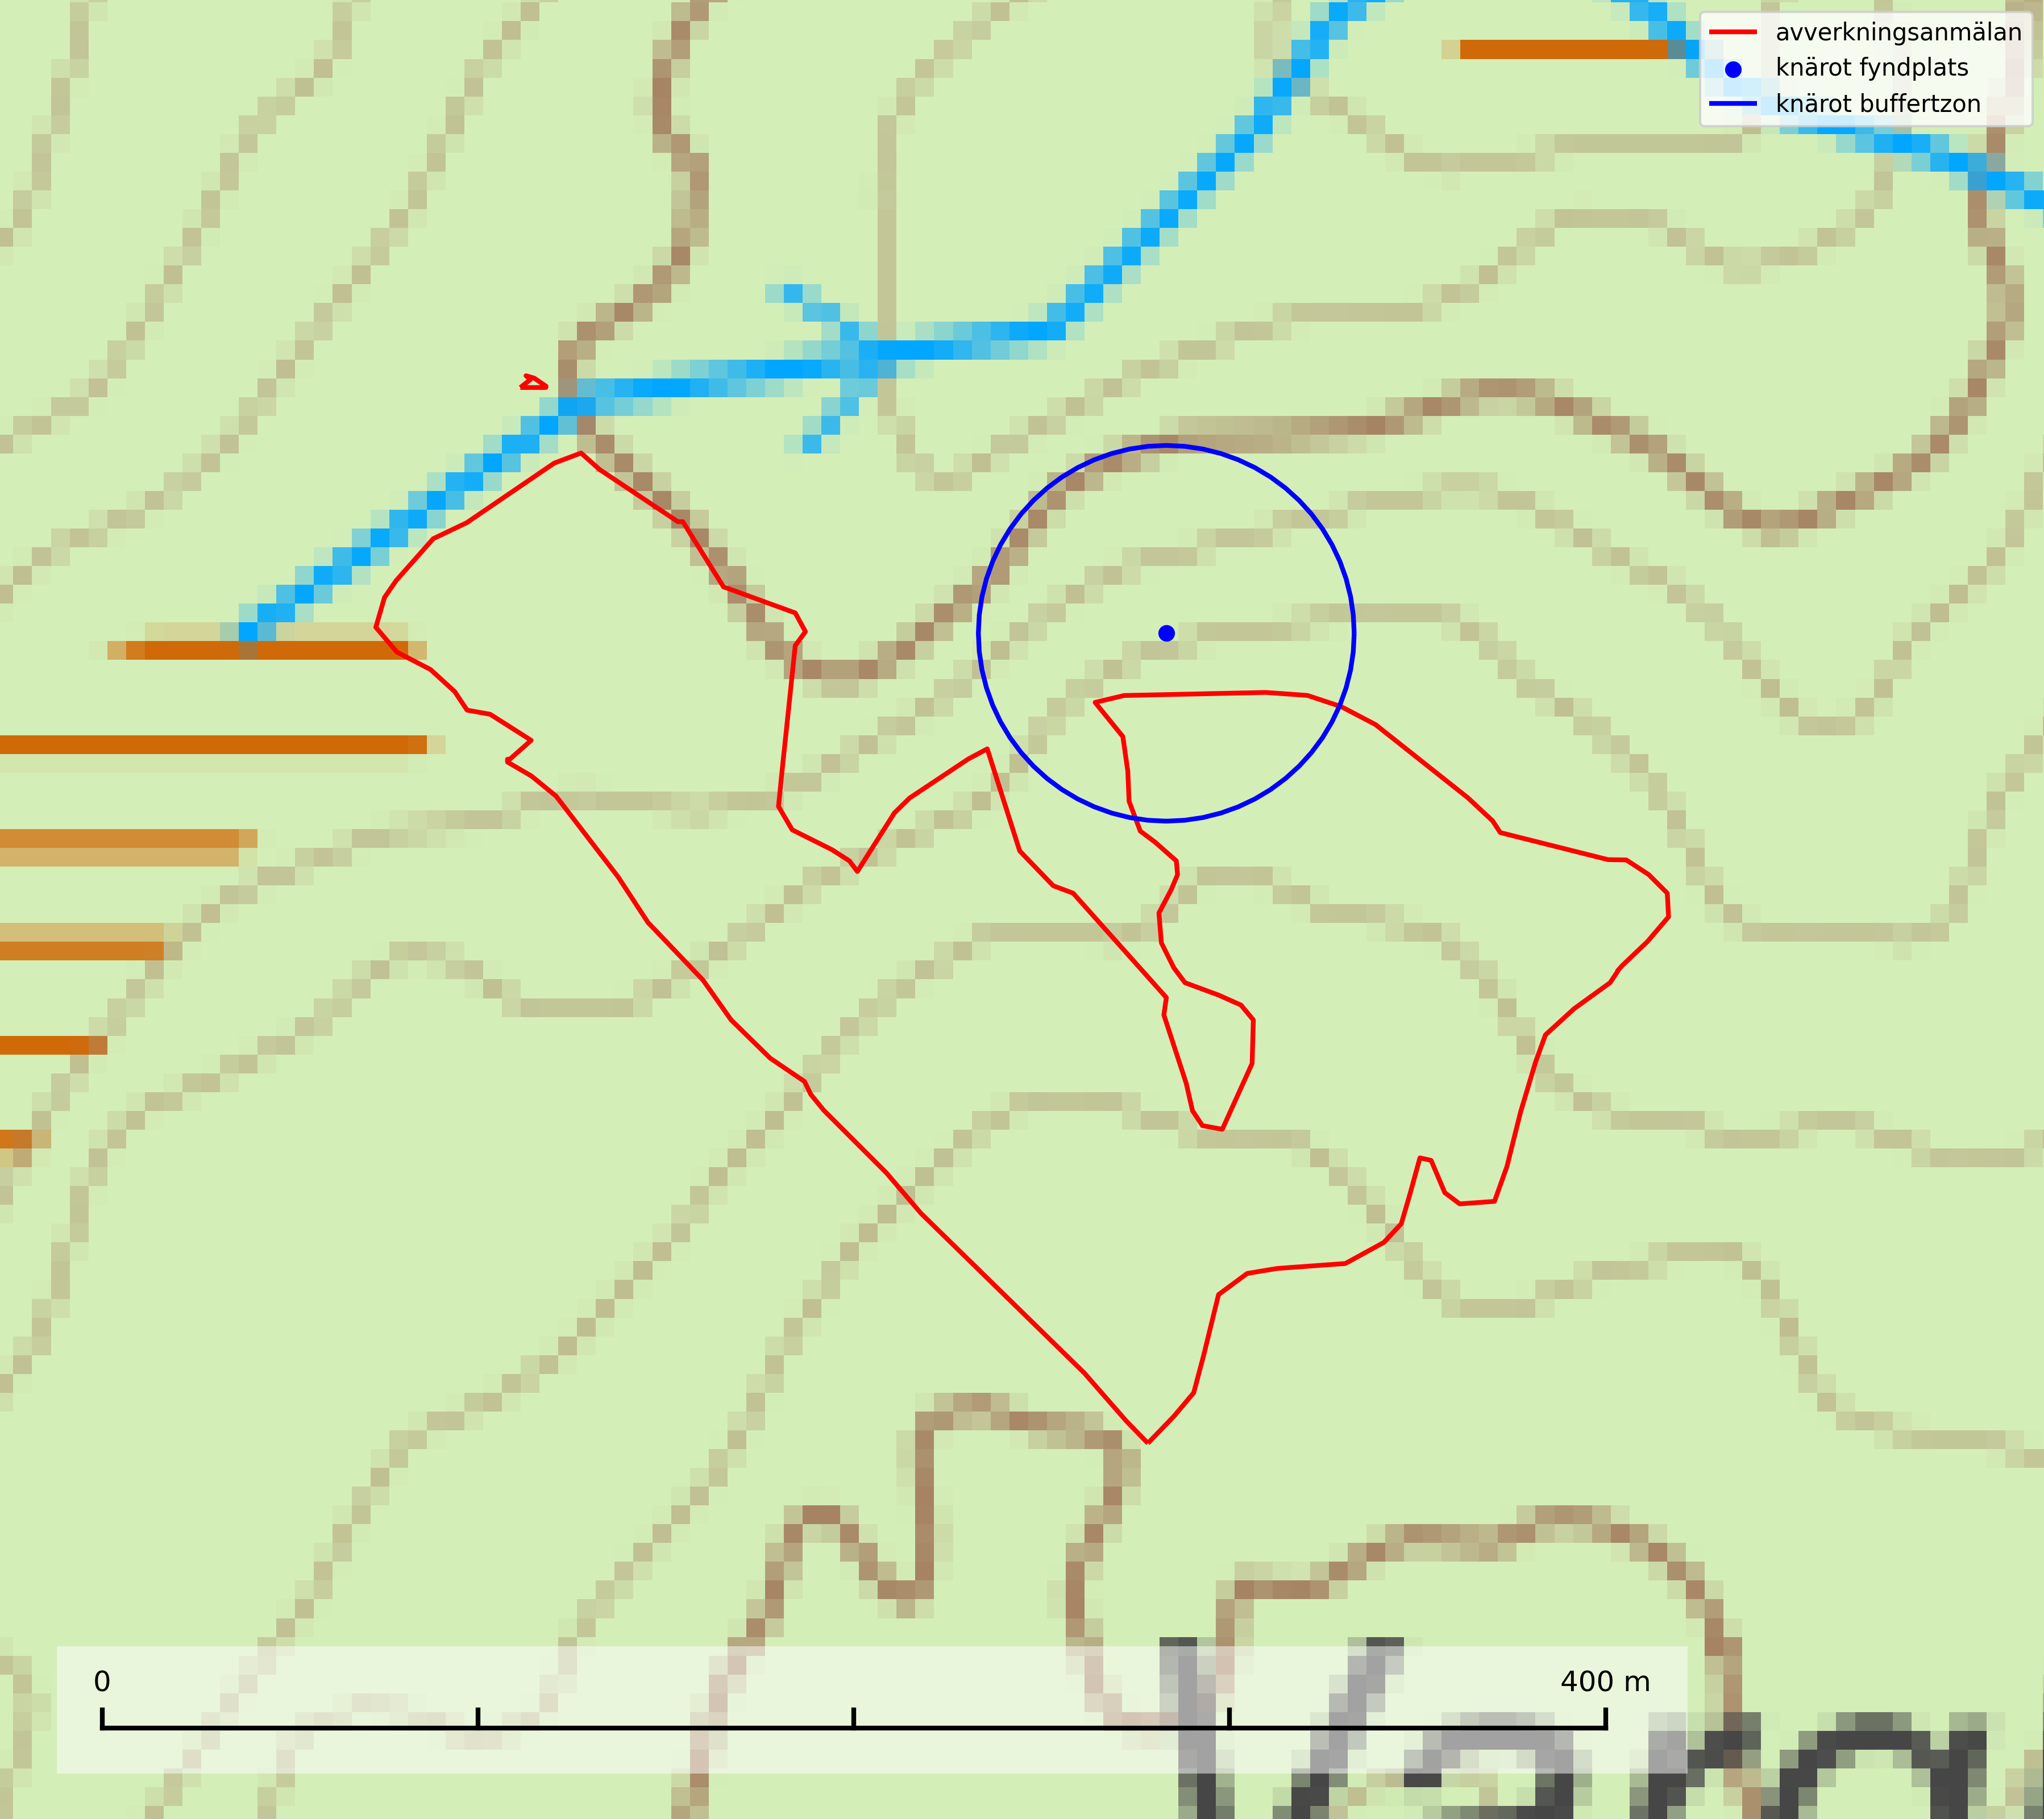 avverkningsanmälan
knärot fyndplats
knärot buffertzon
0 400 m